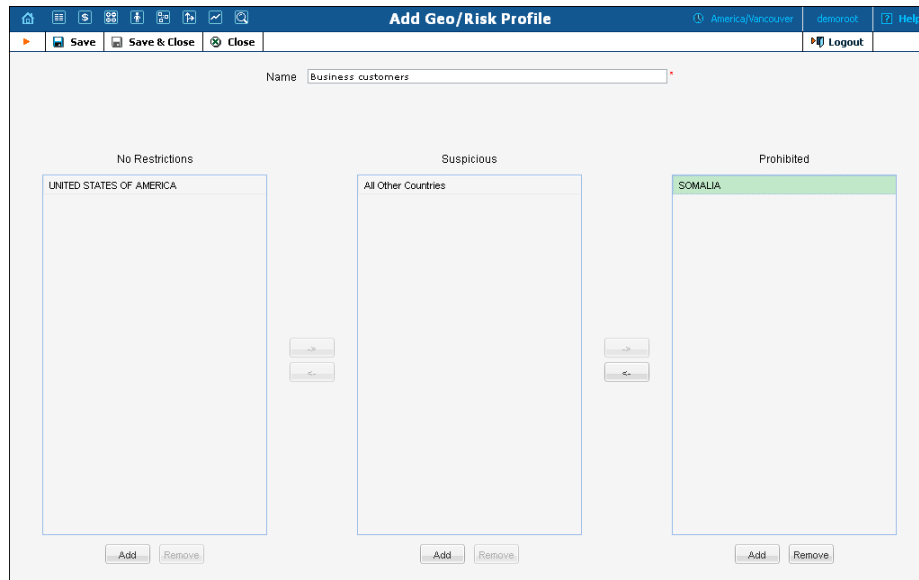 Add Geo/Risk Profile America/Vancouver demoroot ? Help
Save Save & Close Close Logout
Name Business customers *
No Restrictions Suspicious Prohibited
UNITED STATES OF AMERICA All Other Countries SOMALIA
-> ->
<- <-
Add Remove Add Remove Add Remove